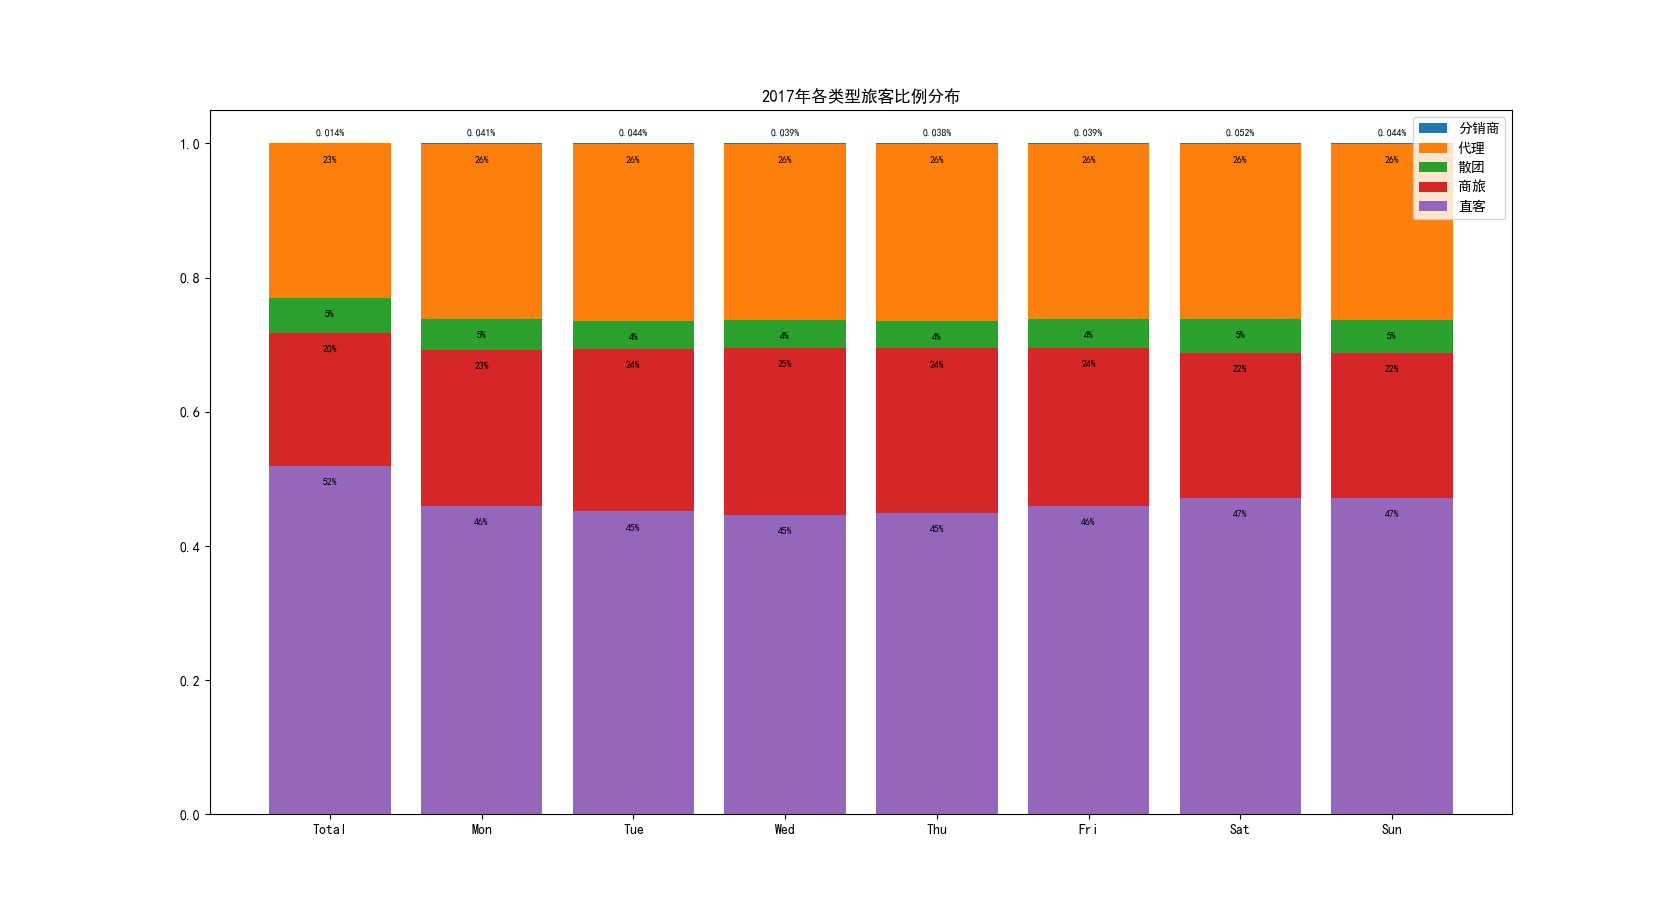 2017年各类型旅客比例分布
0.014% 0.041% 0.044% 0.039% 0.038% 0.039% 0.052% 0.044%
分销商
代理
散团
商旅
直客
1.0
23% 26% 26% 26% 26% 26% 26% 26%
0.8
5% 5% 4% 4% 4% 4% 5% 5%
20% 23% 24% 25% 24% 24% 22% 22%
0.6
52% 46% 45% 45% 45% 46% 47% 47%
0.4
0.2
0.0
Total Mon Tue Wed Thu Fri Sat Sun